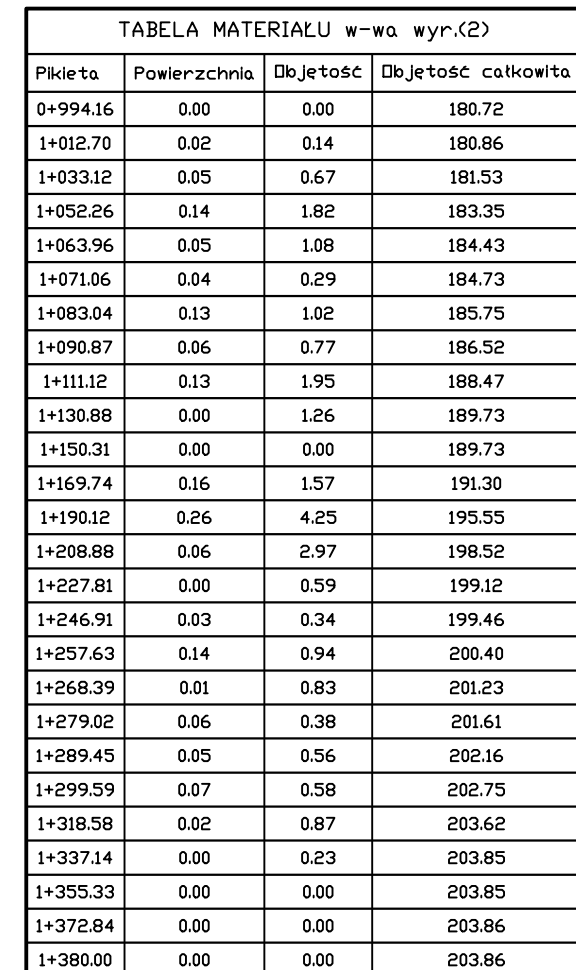 TABELA MATERIAŁU w-wa wyr.(2)
Pikieta Powierzchnia Objętość Objętość całkowita
0+994.16 0.00 0.00 180.72
1+012.70 0.02 0.14 180.86
1+033.12 0.05 0.67 181.53
1+052.26 0.14 1.82 183.35
1+063.96 0.05 1.08 184.43
1+071.06 0.04 0.29 184.73
1+083.04 0.13 1.02 185.75
1+090.87 0.06 0.77 186.52
1+111.12 0.13 1.95 188.47
1+130.88 0.00 1.26 189.73
1+150.31 0.00 0.00 189.73
1+169.74 0.16 1.57 191.30
1+190.12 0.26 4.25 195.55
1+208.88 0.06 2.97 198.52
1+227.81 0.00 0.59 199.12
1+246.91 0.03 0.34 199.46
1+257.63 0.14 0.94 200.40
1+268.39 0.01 0.83 201.23
1+279.02 0.06 0.38 201.61
1+289.45 0.05 0.56 202.16
1+299.59 0.07 0.58 202.75
1+318.58 0.02 0.87 203.62
1+337.14 0.00 0.23 203.85
1+355.33 0.00 0.00 203.85
1+372.84 0.00 0.00 203.86
1+380.00 0.00 0.00 203.86